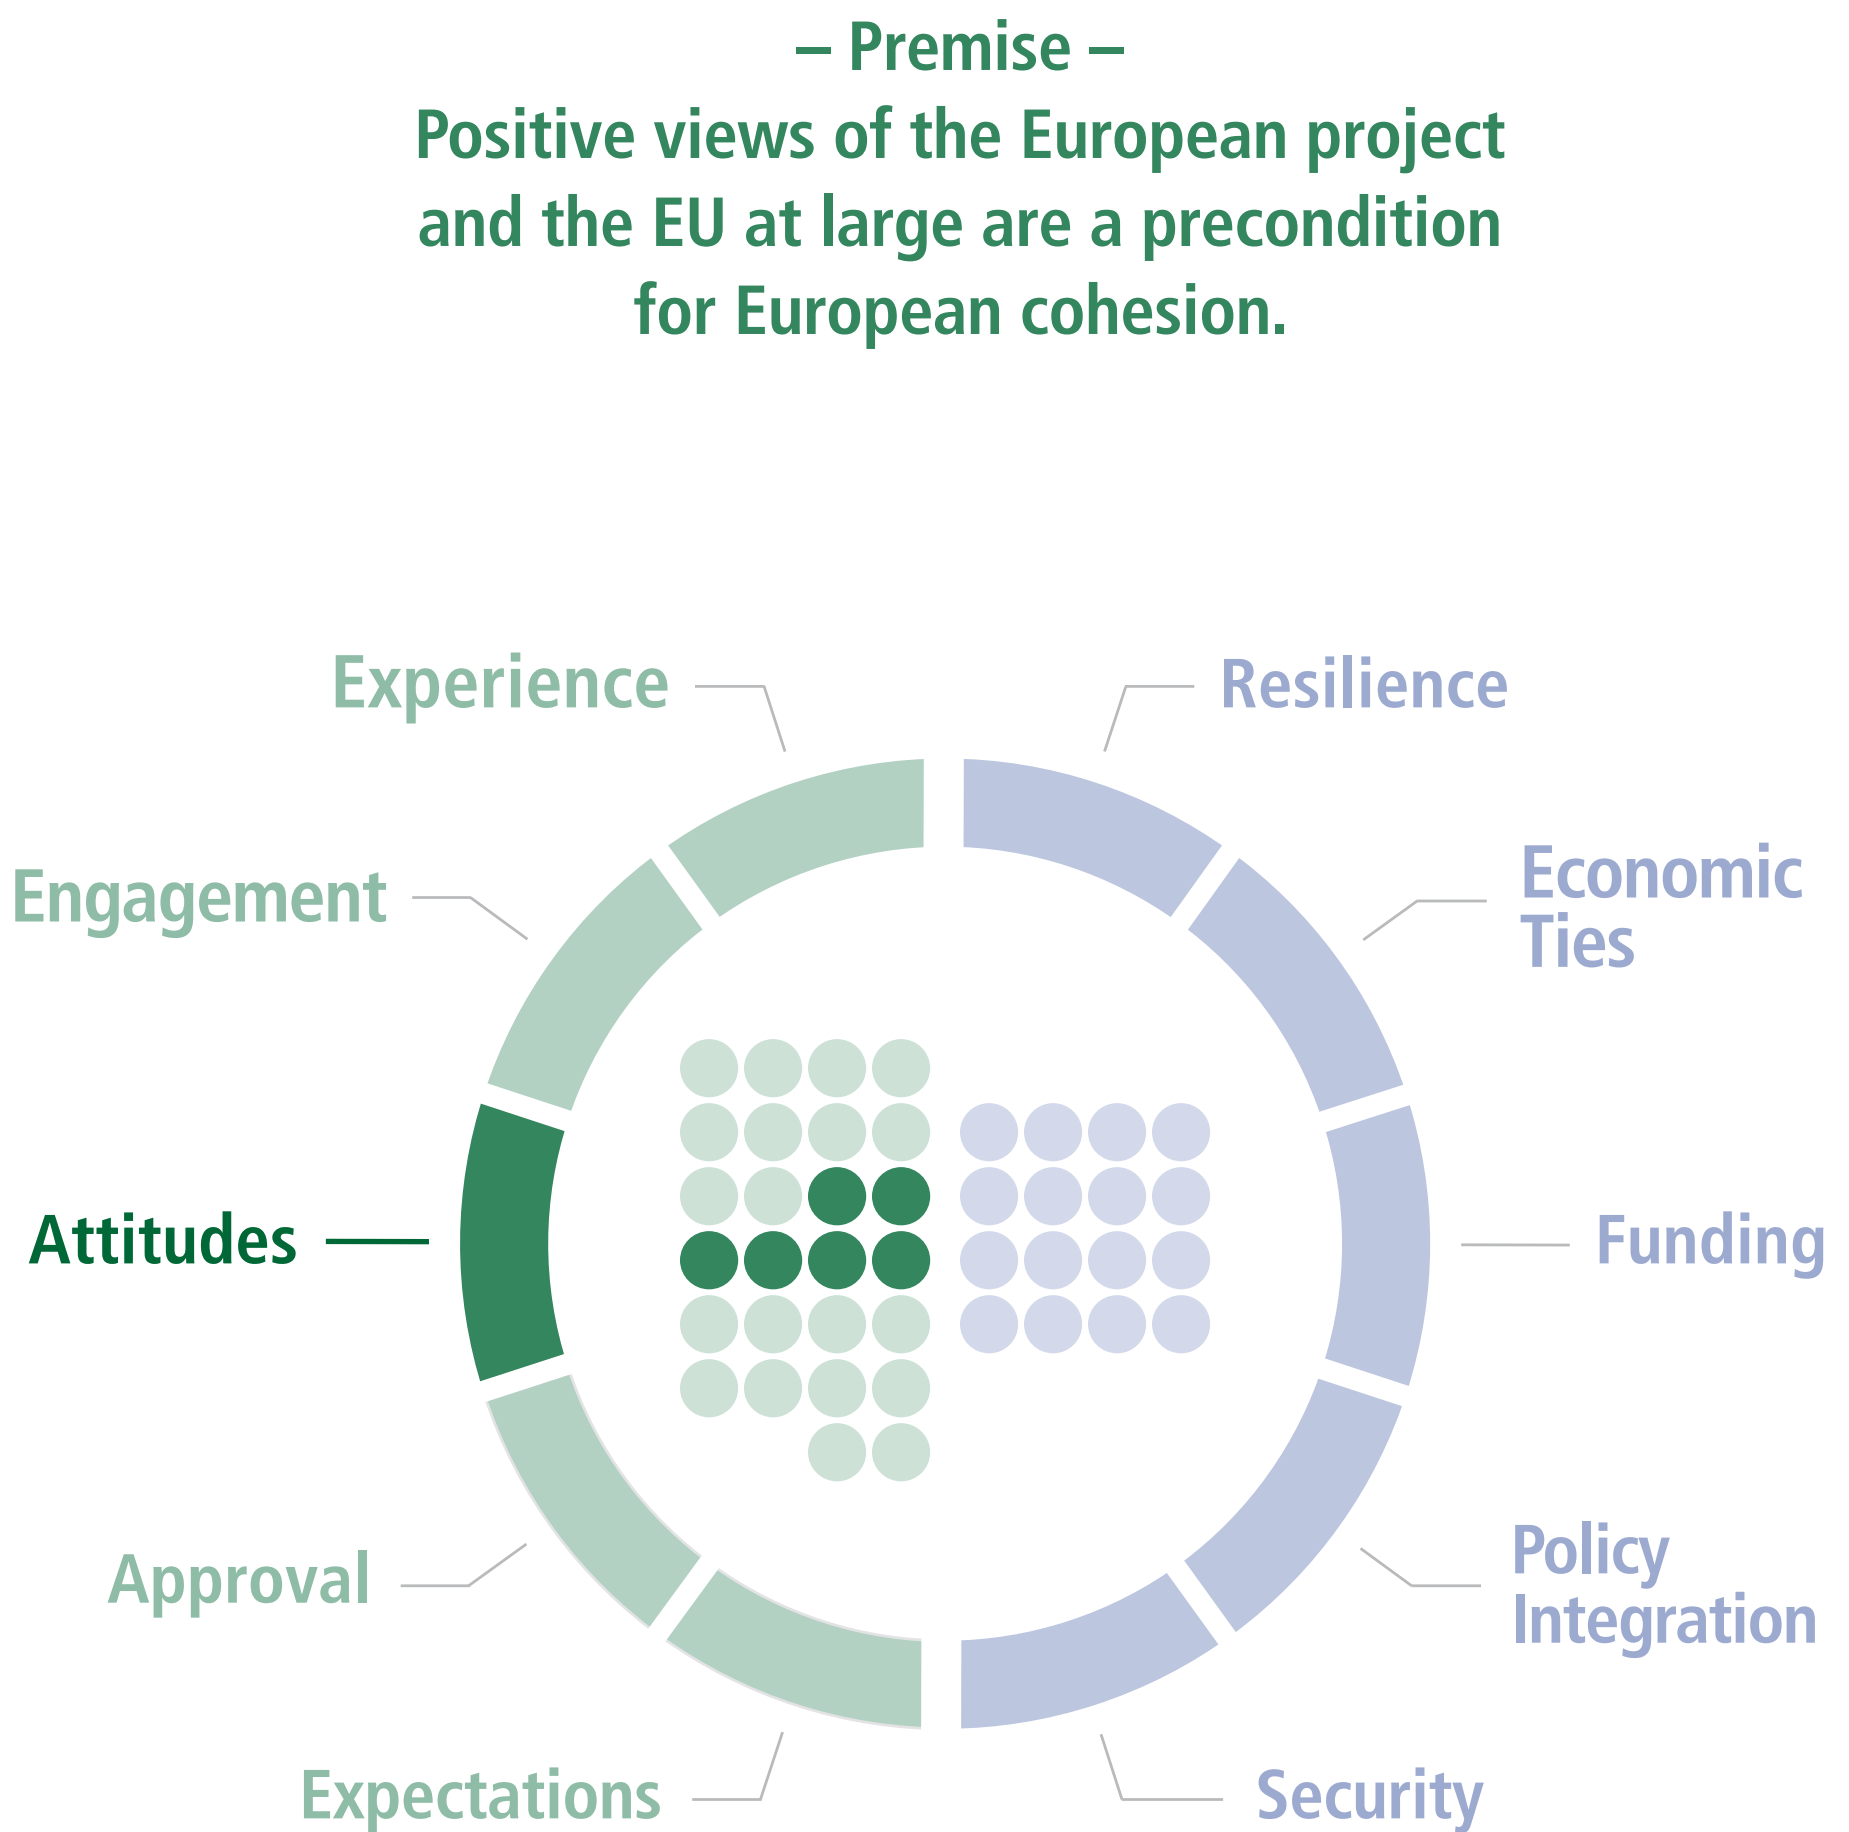 – Premise –
Positive views of the European project
and the EU at large are a precondition
for European cohesion.
Experience
Resilience
Engagement
Economic
Ties
Attitudes
Funding
Approval
Policy
Integration
Expectations
Security